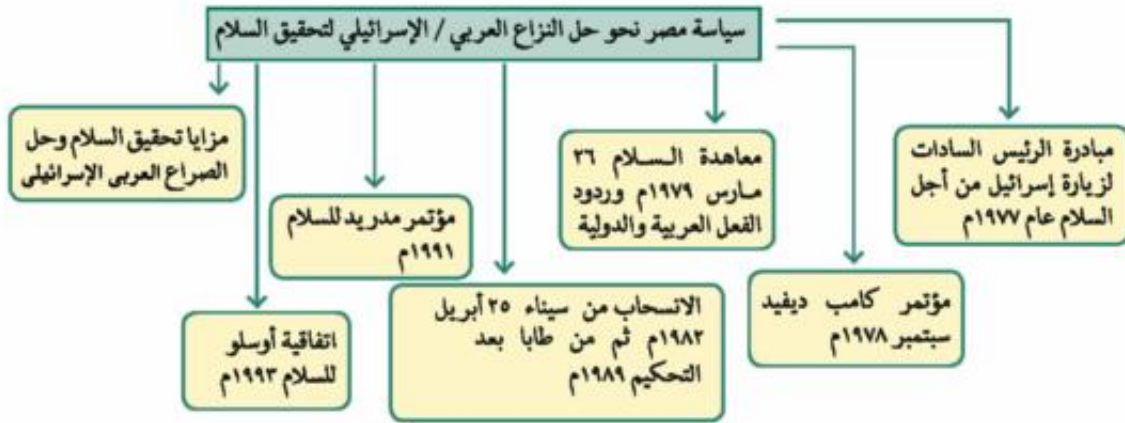 سياسة مصر نحو حل النزاع العربي / الإسرائيلي لتحقيق السلام
مبادرة الرئيس السادات
لزيارة إسرائيل من أجل
السلام عام ١٩٧٧م
مؤتمر كامب ديفيد
سبتمبر ١٩٧٨م
معاهدة السلام ٢٦
مارس ١٩٧٩م وردود
الفعل العربية والدولية
الانسحاب من سيناء ٢٥ أبريل
١٩٨٢م ثم من طابا بعد
التحكيم ١٩٨٩م
مؤتمر مدريد للسلام
١٩٩١م
اتفاقية أوسلو
للسلام ١٩٩٣م
مزايا تحقيق السلام وحل
الصراع العربى الإسرائيلى